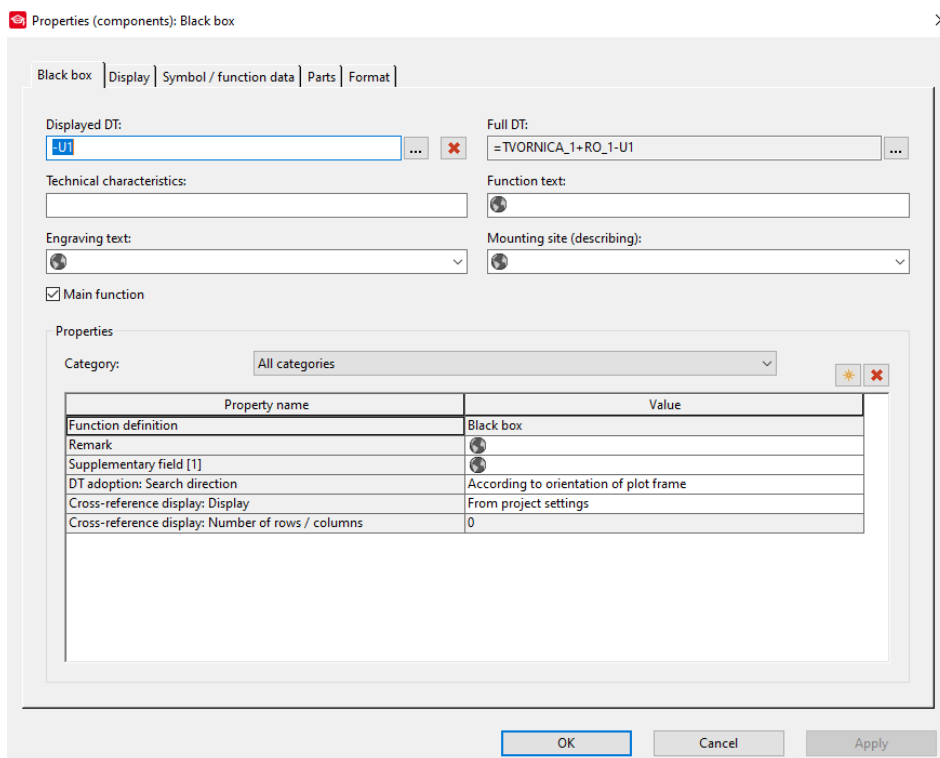 Properties (components): Black box
Black box Display Symbol / function data Parts Format
Displayed DT: Full DT:
-U1 ... =TVORNICA_1+RO_1-U1 ...
Technical characteristics: Function text:
Engraving text: Mounting site (describing):
Main function
Properties
Category: All categories
Property name Value
Function definition Black box
Remark
Supplementary field [1]
DT adoption: Search direction According to orientation of plot frame
Cross-reference display: Display From project settings
Cross-reference display: Number of rows / columns 0
OK Cancel Apply